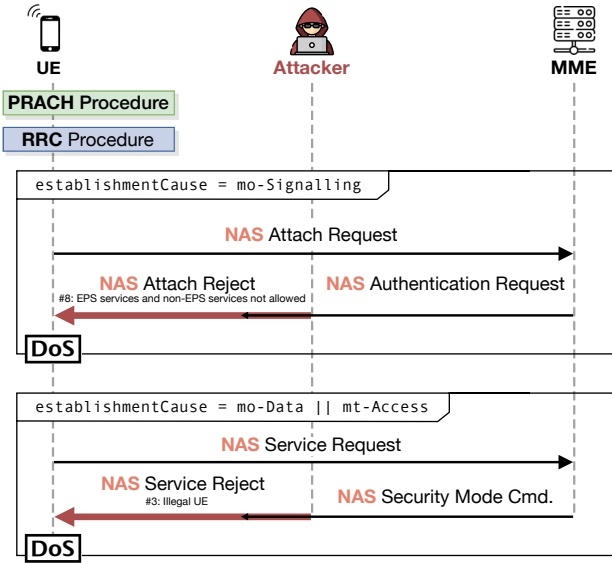 UE
Attacker
MME
PRACH Procedure
RRC Procedure
establishmentCause = mo-Signalling
NAS Attach Request
NAS Attach Reject
#8: EPS services and non-EPS services not allowed
NAS Authentication Request
DoS
establishmentCause = mo-Data || mt-Access
NAS Service Request
NAS Service Reject
#3: Illegal UE
NAS Security Mode Cmd.
DoS